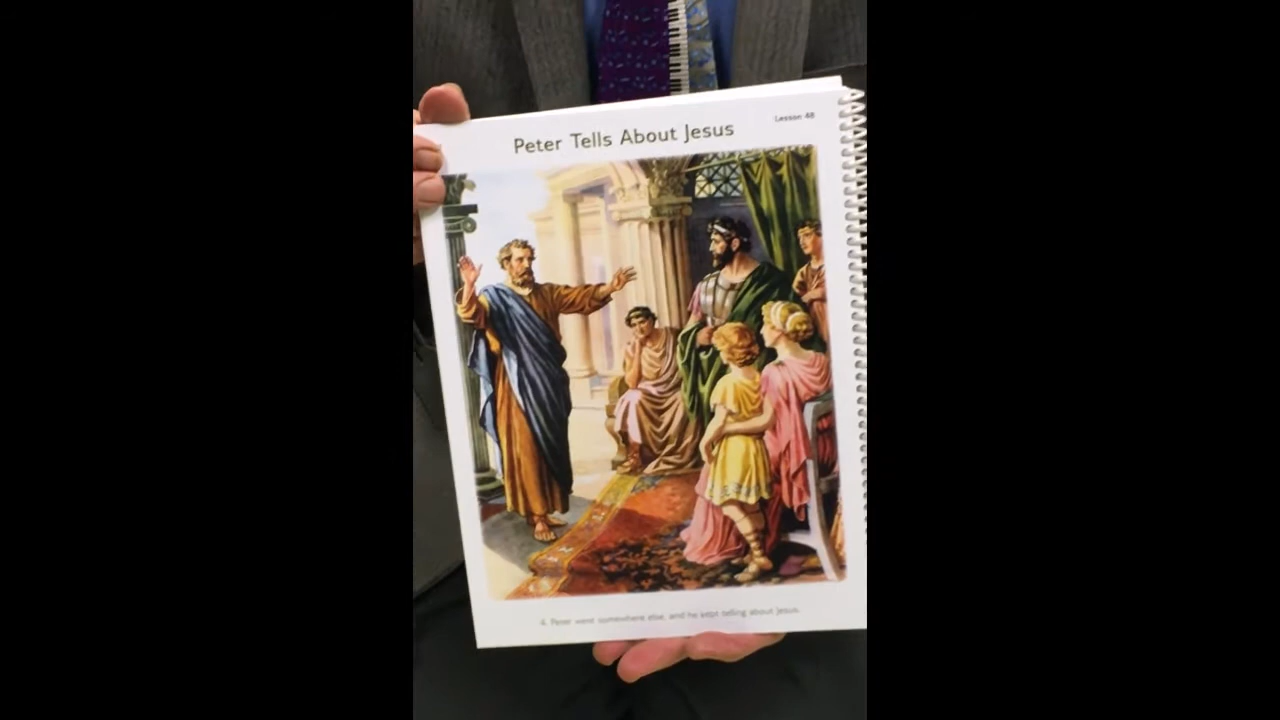 Lesson 48
Peter Tells About Jesus
4. Peter went somewhere else, and he kept telling about Jesus.